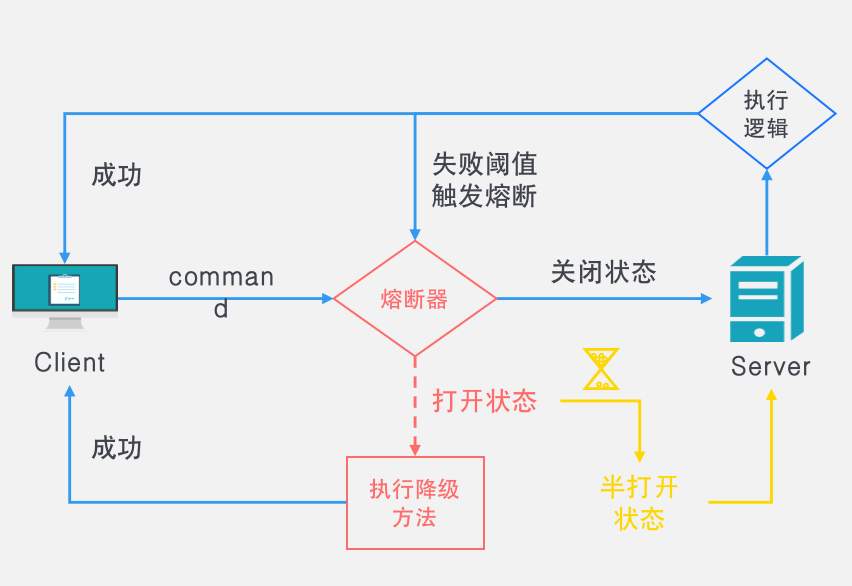 执行
逻辑
成功
失败阈值
触发熔断
comman
d
熔断器
关闭状态
Client
Server
打开状态
成功
执行降级
方法
半打开
状态